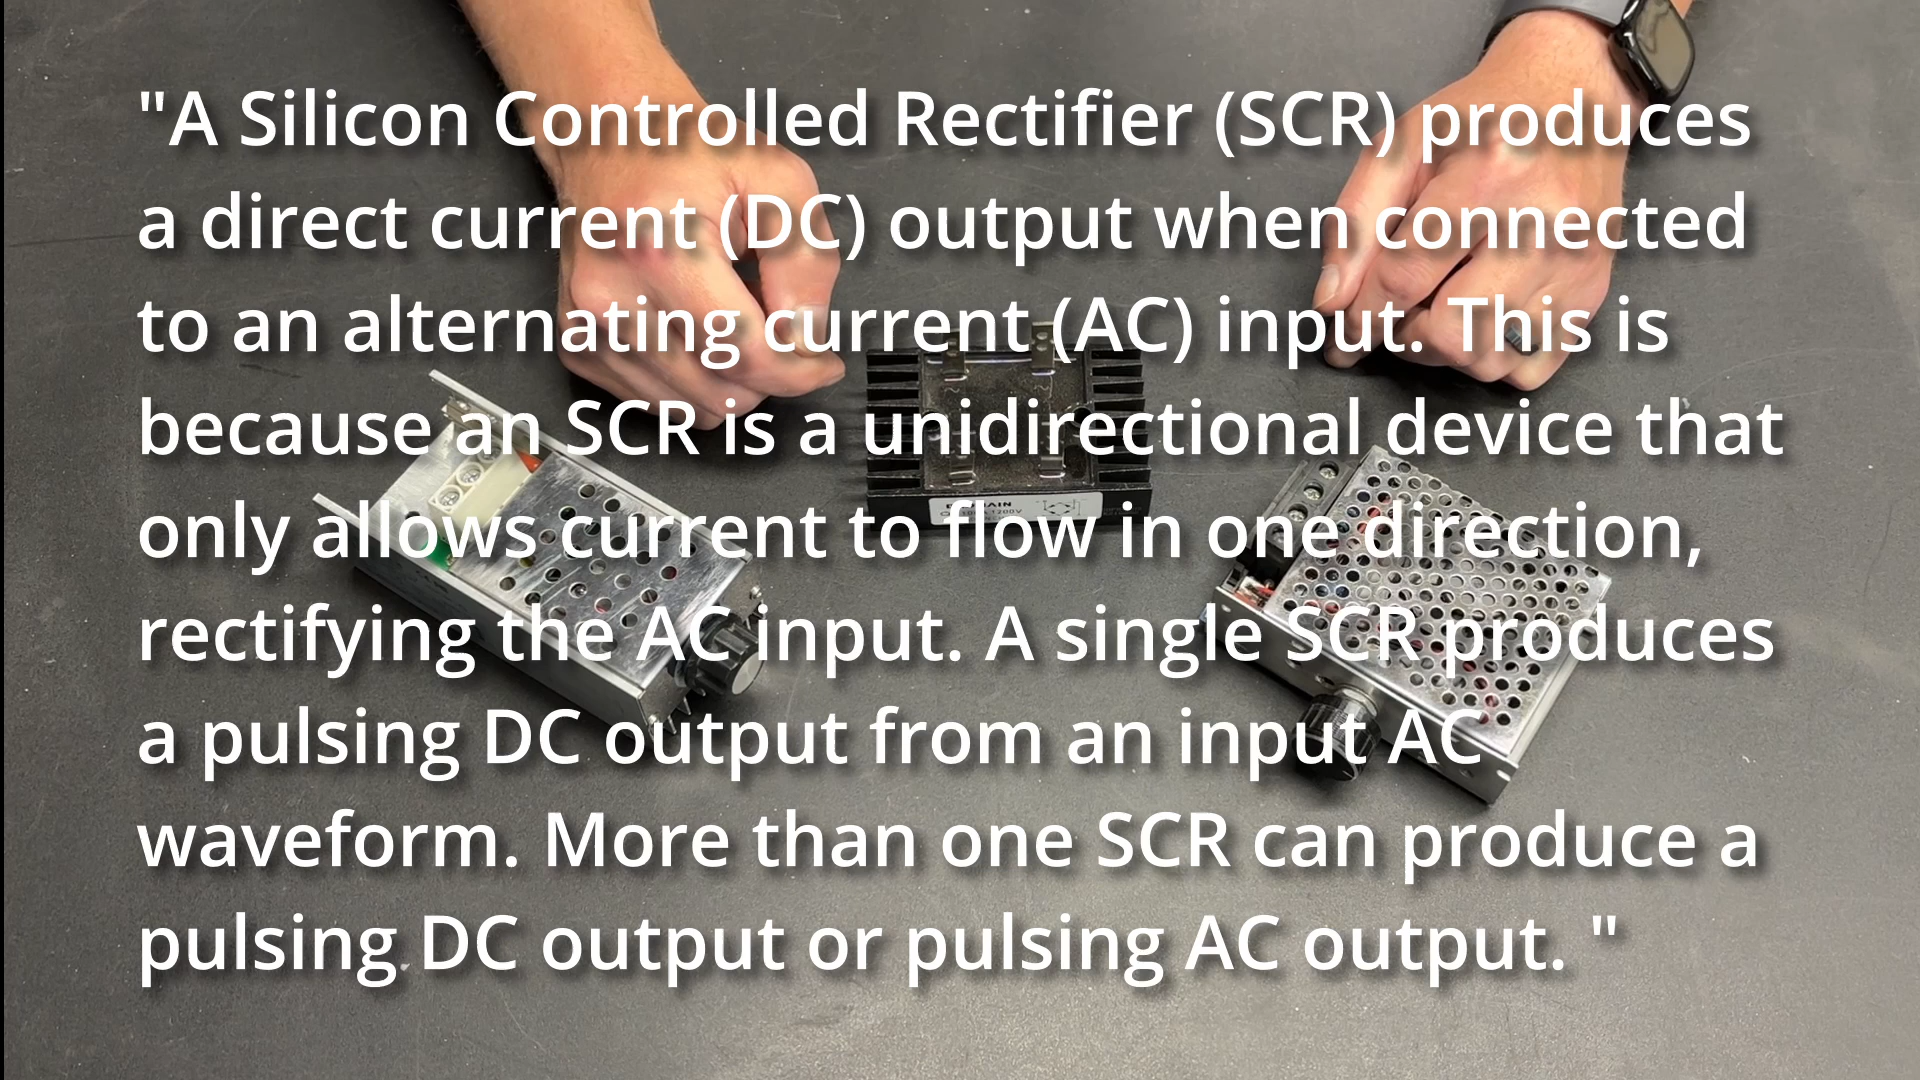 "A Silicon Controlled Rectifier (SCR) produces
a direct current (DC) output when connected
to an alternating current (AC) input. This is
because an SCR is a unidirectional device that
only allows current to flow in one direction,
rectifying the AC input. A single SCR produces
a pulsing DC output from an input AC
waveform. More than one SCR can produce a
pulsing DC output or pulsing AC output. "
1200V